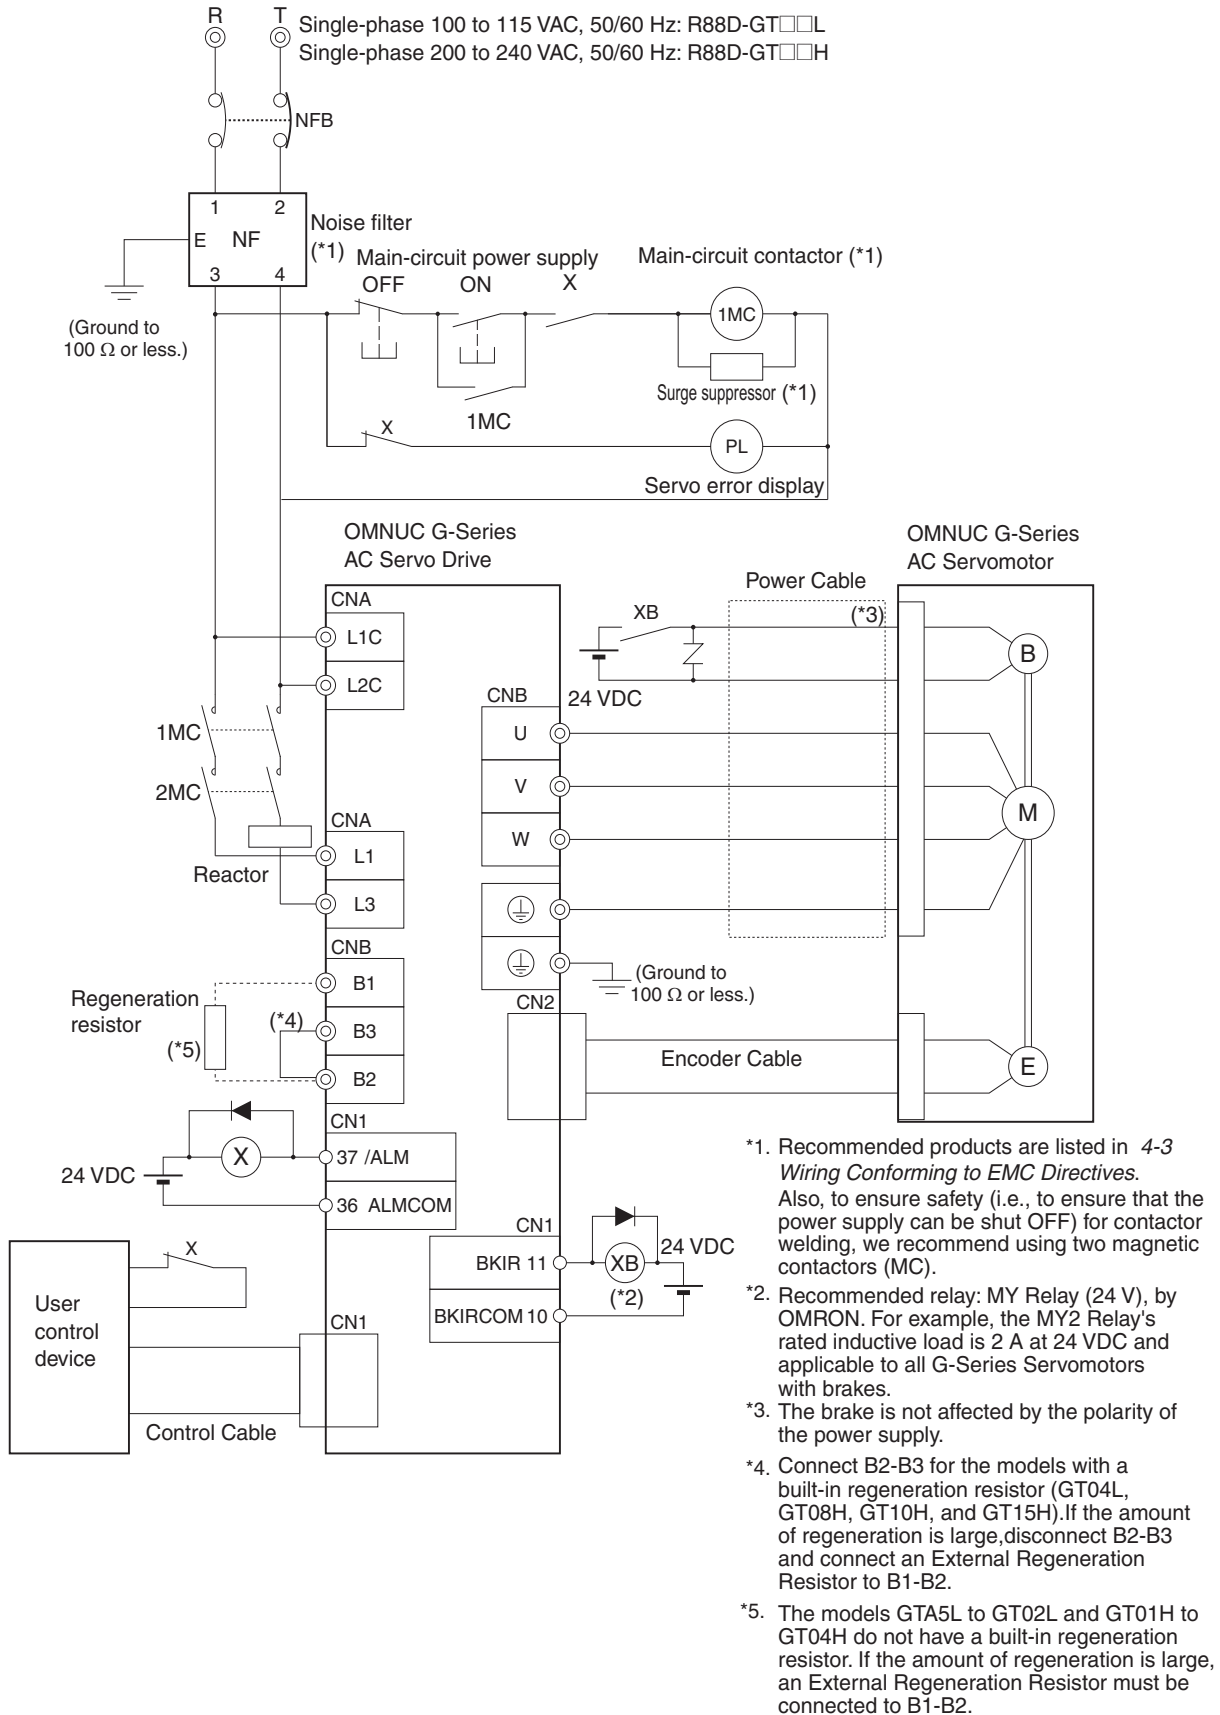 R
T
Single-phase 100 to 115 VAC, 50/60 Hz: R88D-GT□□L
Single-phase 200 to 240 VAC, 50/60 Hz: R88D-GT□□H
NFB
1
2
E
NF
3
4
Noise filter
(*1)
(Ground to
100 Ω or less.)
Main-circuit power supply
OFF
ON
X
Main-circuit contactor (*1)
1MC
Surge suppressor (*1)
1MC
X
PL
Servo error display
OMNUC G-Series
AC Servo Drive
OMNUC G-Series
AC Servomotor
CNA
L1C
L2C
1MC
2MC
Reactor
CNA
L1
L3
CNB
B1
B3
B2
Regeneration
resistor
(*5)
(*4)
XB
24 VDC
Power Cable
(*3)
B
CNB
U
V
W
M
(Ground to
100 Ω or less.)
CN2
Encoder Cable
E
CN1
24 VDC
X
37 /ALM
36 ALMCOM
CN1
BKIR 11
BKIRCOM 10
XB
(*2)
24 VDC
User
control
device
X
CN1
Control Cable
*1. Recommended products are listed in 4-3
Wiring Conforming to EMC Directives.
Also, to ensure safety (i.e., to ensure that the
power supply can be shut OFF) for contactor
welding, we recommend using two magnetic
contactors (MC).
*2. Recommended relay: MY Relay (24 V), by
OMRON. For example, the MY2 Relay's
rated inductive load is 2 A at 24 VDC and
applicable to all G-Series Servomotors
with brakes.
*3. The brake is not affected by the polarity of
the power supply.
*4. Connect B2-B3 for the models with a
built-in regeneration resistor (GT04L,
GT08H, GT10H, and GT15H).If the amount
of regeneration is large,disconnect B2-B3
and connect an External Regeneration
Resistor to B1-B2.
*5. The models GTA5L to GT02L and GT01H to
GT04H do not have a built-in regeneration
resistor. If the amount of regeneration is large,
an External Regeneration Resistor must be
connected to B1-B2.